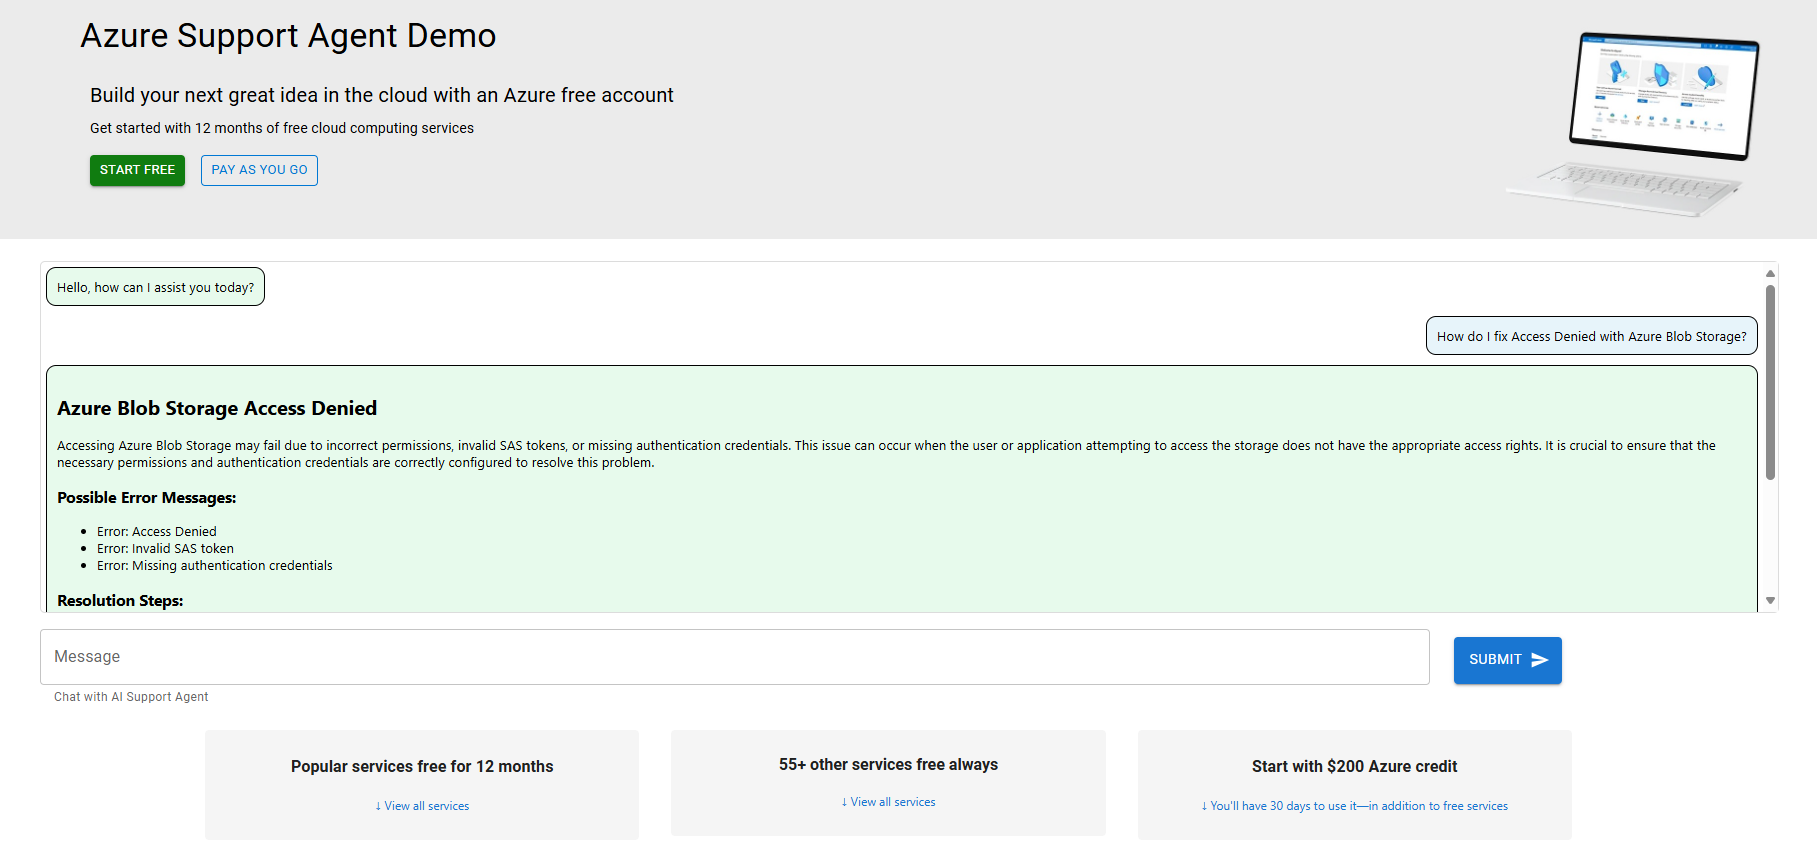 Azure Support Agent Demo
Build your next great idea in the cloud with an Azure free account
Get started with 12 months of free cloud computing services
START FREE
PAY AS YOU GO
Hello, how can I assist you today?
How do I fix Access Denied with Azure Blob Storage?
Azure Blob Storage Access Denied
Accessing Azure Blob Storage may fail due to incorrect permissions, invalid SAS tokens, or missing authentication credentials. This issue can occur when the user or application attempting to access the storage does not have the appropriate access rights. It is crucial to ensure that the
necessary permissions and authentication credentials are correctly configured to resolve this problem.
Possible Error Messages:
• Error: Access Denied
• Error: Invalid SAS token
• Error: Missing authentication credentials
Resolution Steps:
Message
SUBMIT
Chat with AI Support Agent
Popular services free for 12 months
↓ View all services
55+ other services free always
↓ View all services
Start with $200 Azure credit
↓ You'll have 30 days to use it—in addition to free services